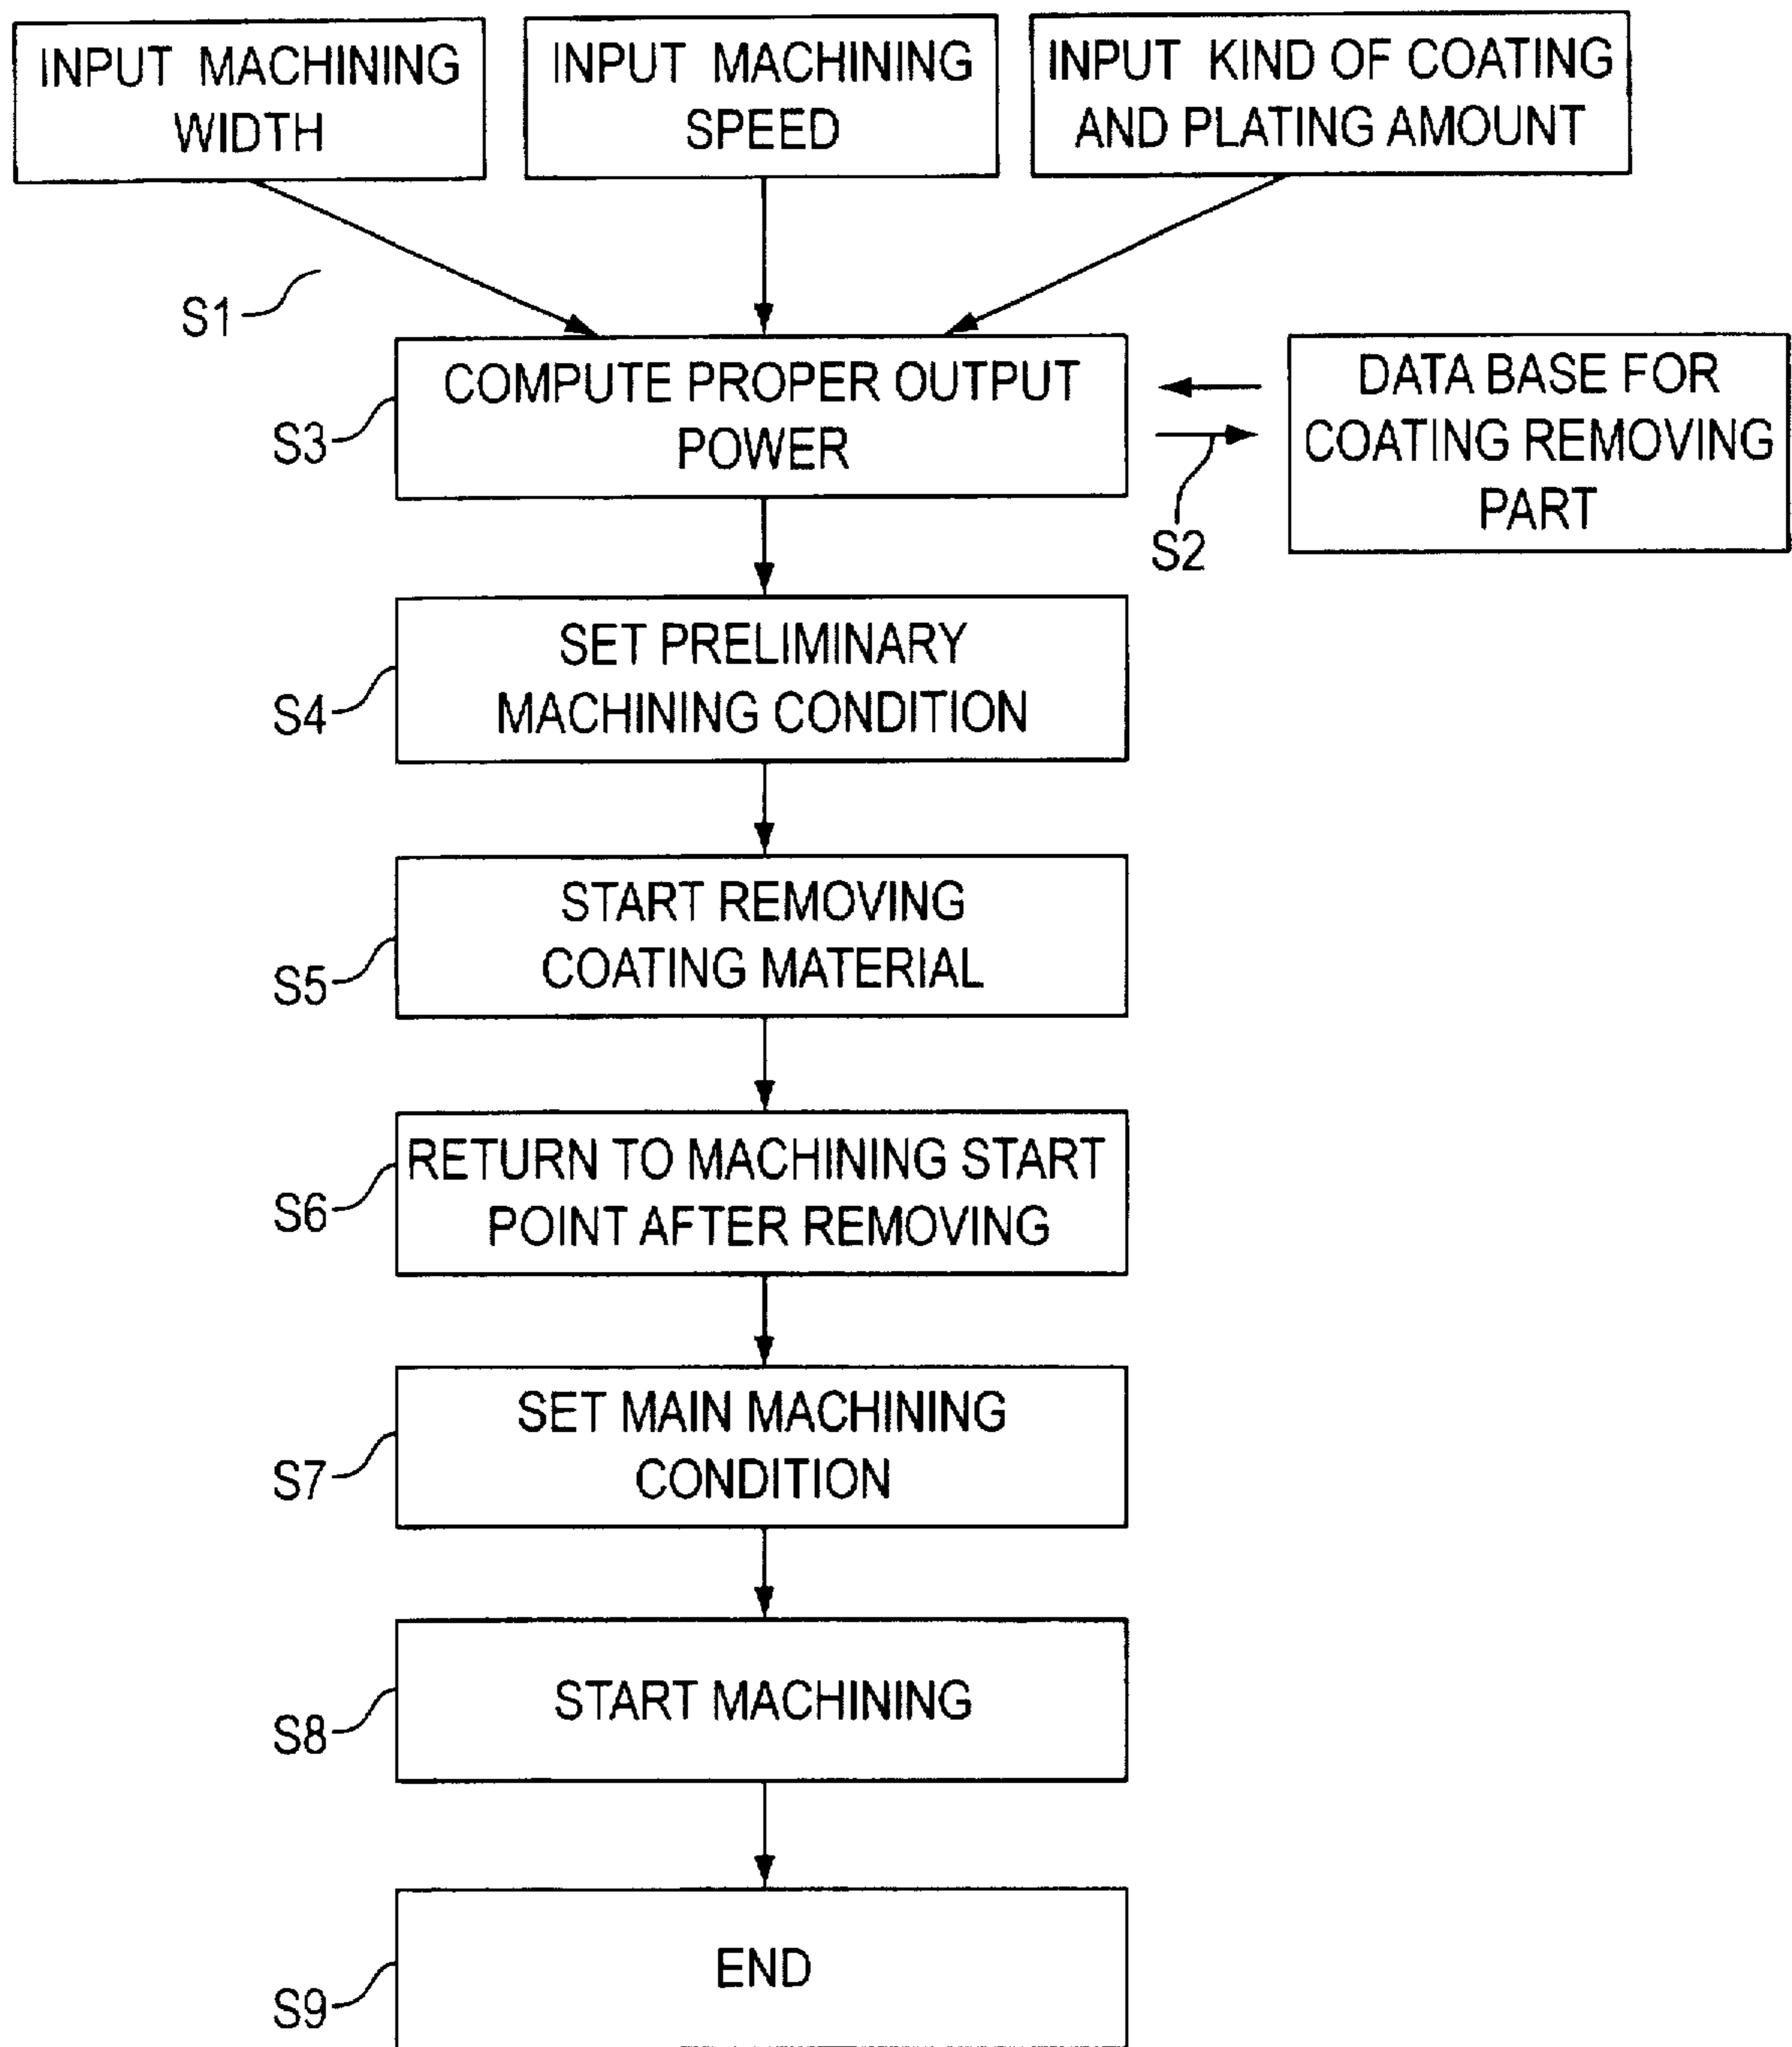 INPUT MACHINING
WIDTH
INPUT MACHINING
SPEED
INPUT KIND OF COATING
AND PLATING AMOUNT
S1
COMPUTE PROPER OUTPUT
POWER
S3
DATA BASE FOR
COATING REMOVING
PART
S2
SET PRELIMINARY
MACHINING CONDITION
S4
START REMOVING
COATING MATERIAL
S5
RETURN TO MACHINING START
POINT AFTER REMOVING
S6
SET MAIN MACHINING
CONDITION
S7
START MACHINING
S8
END
S9